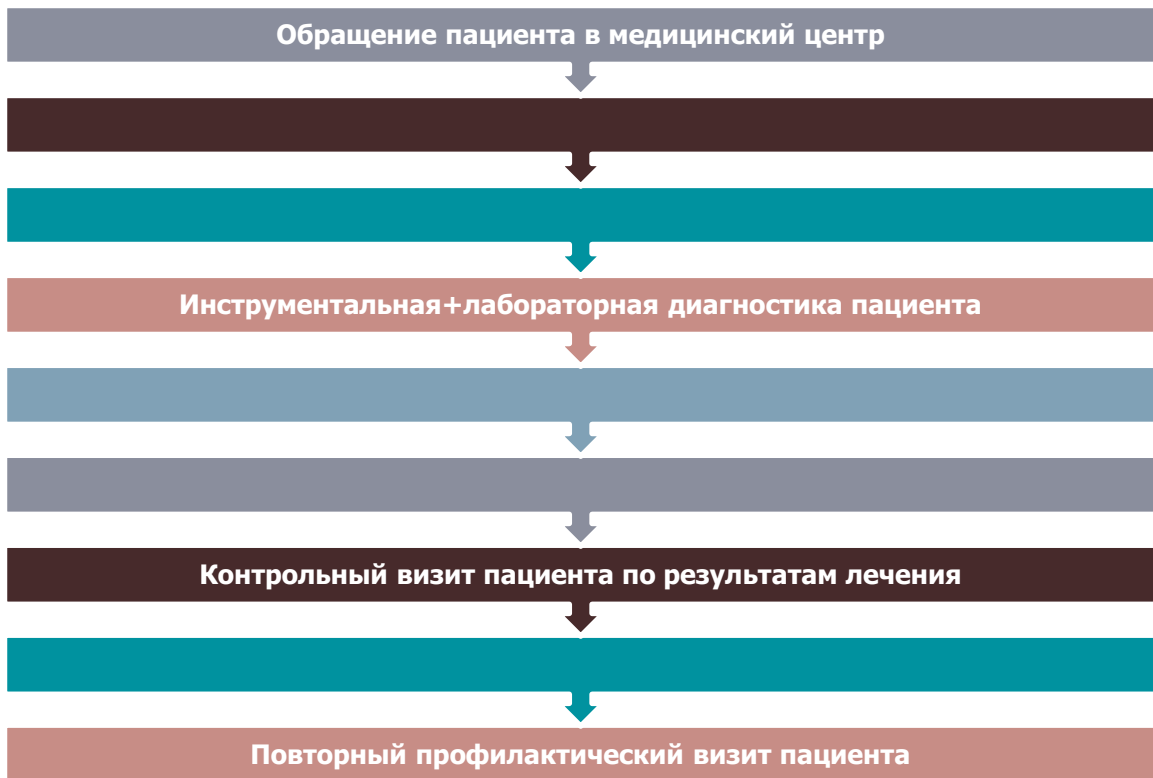 Обращение пациента в медицинский центр
Инструментальная+лабораторная диагностика пациента
Контрольный визит пациента по результатам лечения
Повторный профилактический визит пациента